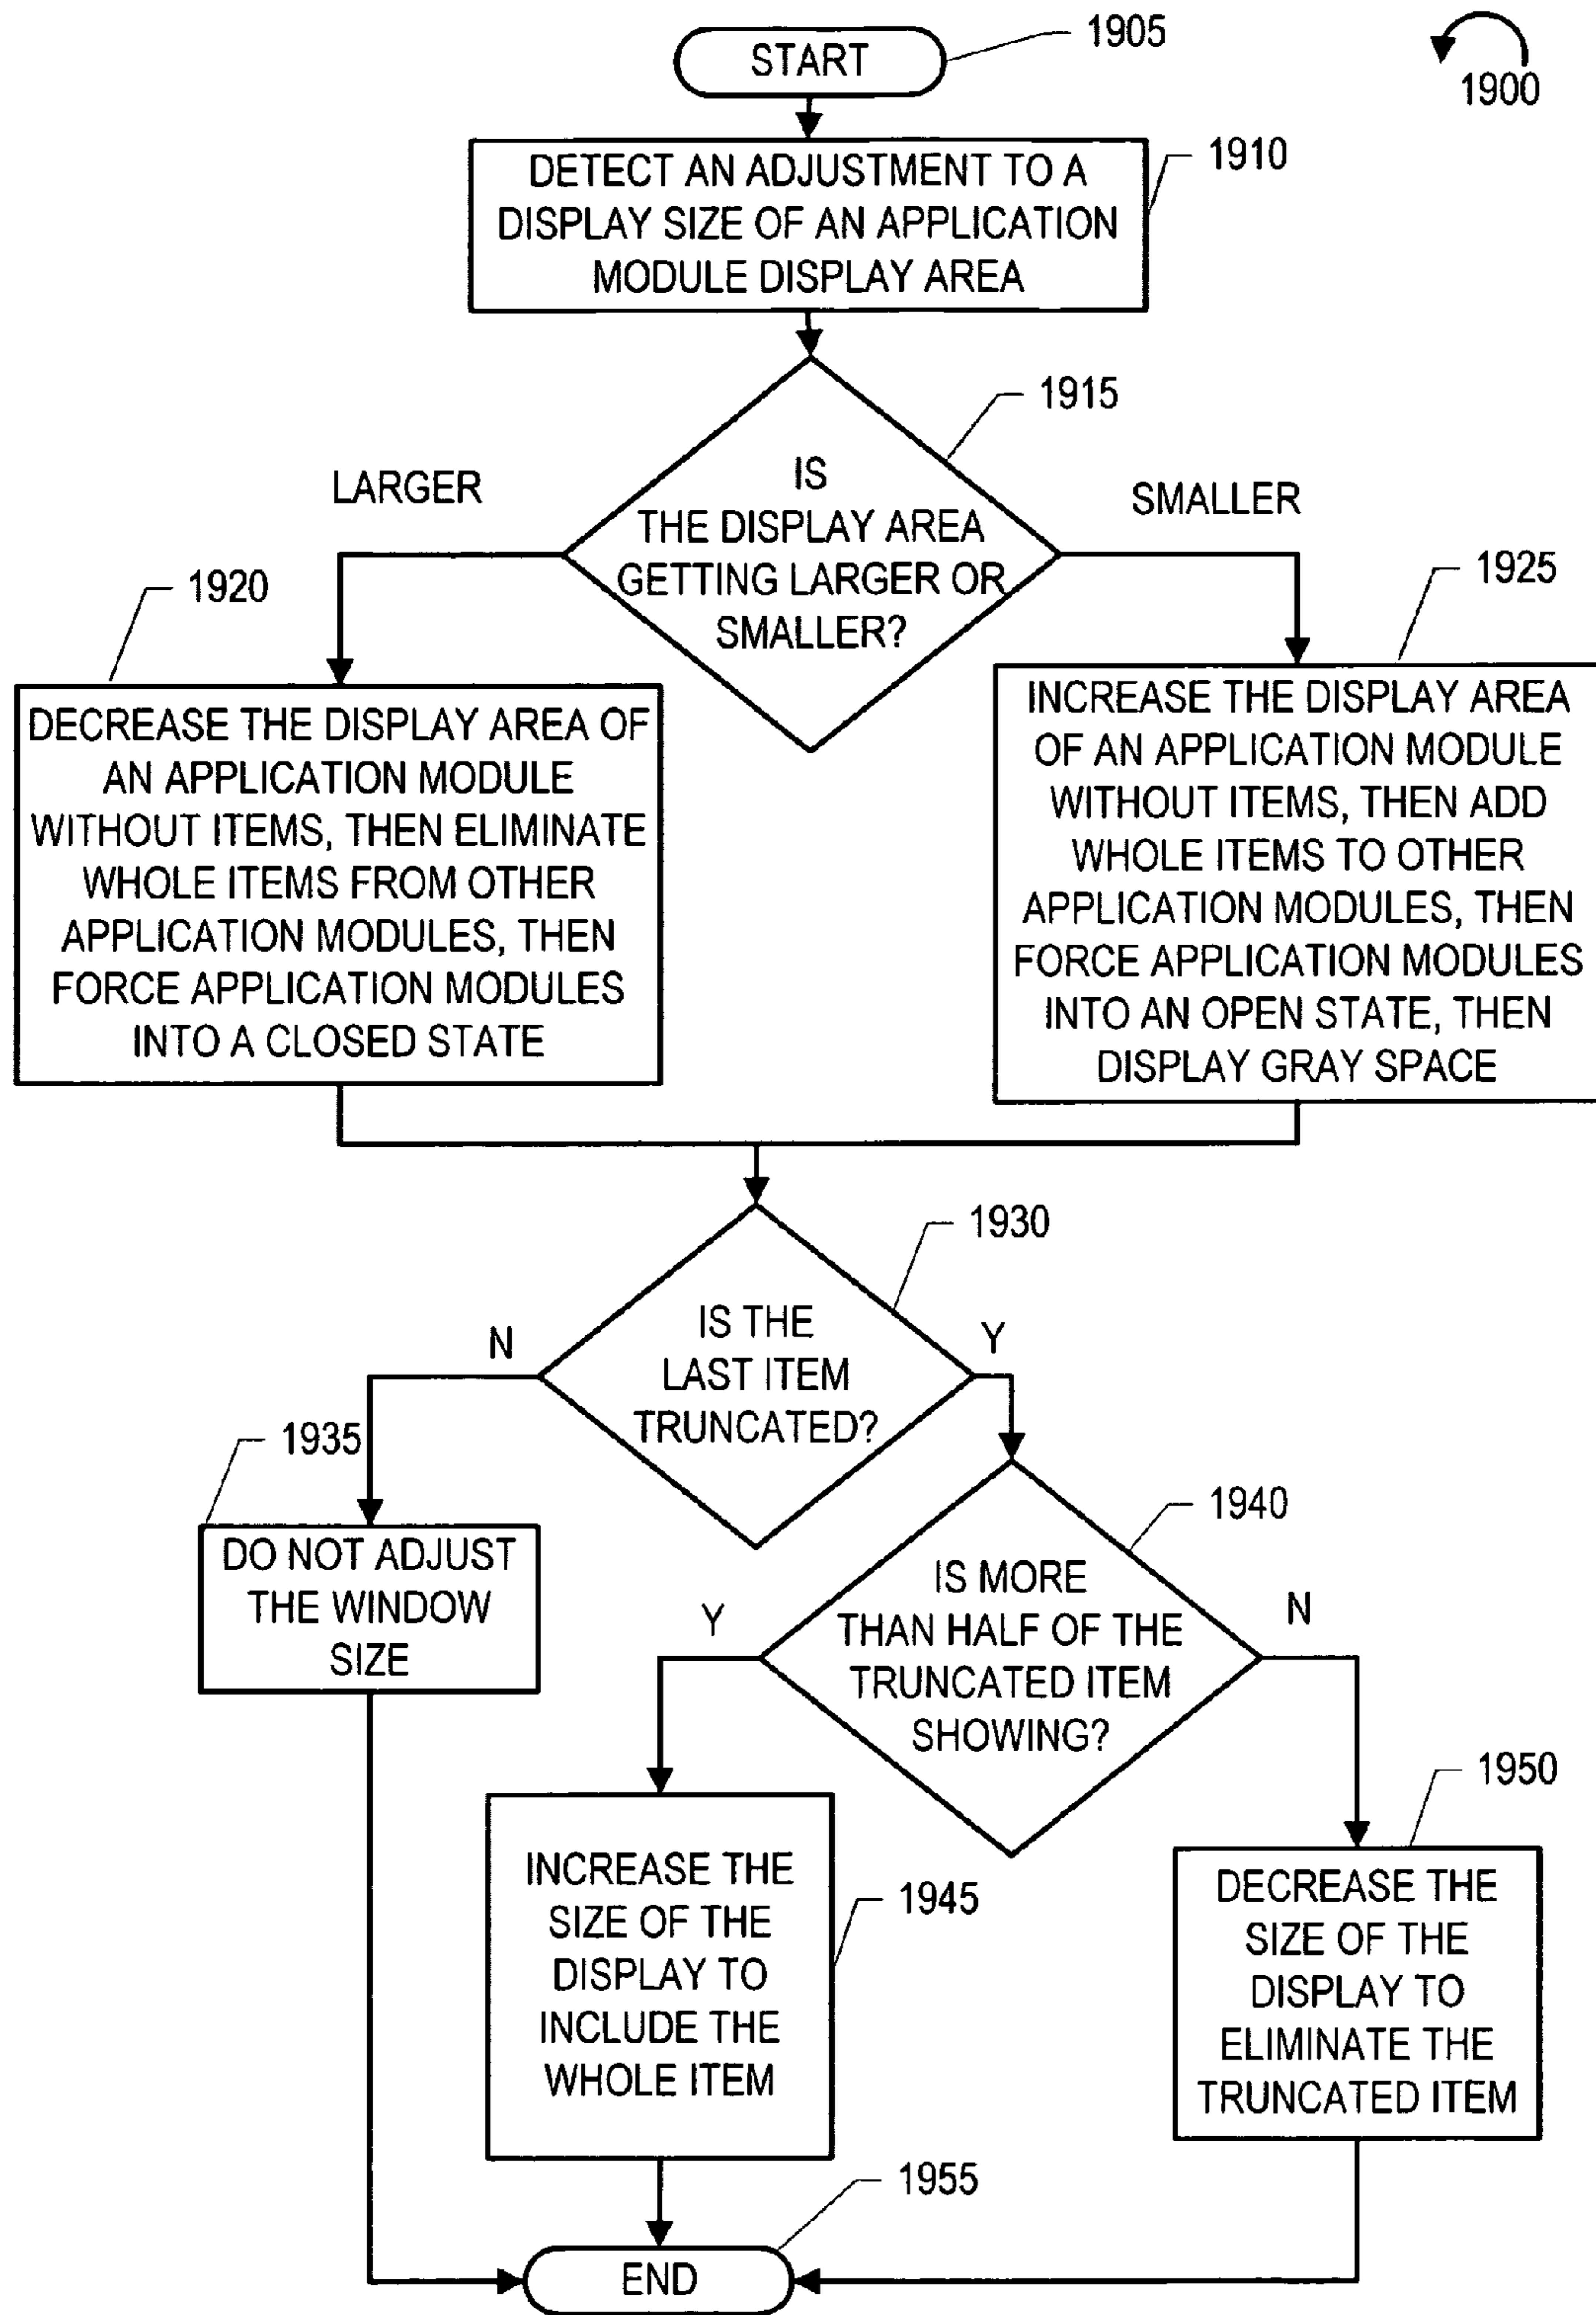 START
1905
1900
DETECT AN ADJUSTMENT TO A
DISPLAY SIZE OF AN APPLICATION
MODULE DISPLAY AREA
1910
1915
IS
THE DISPLAY AREA
GETTING LARGER OR
SMALLER?
LARGER
SMALLER
1920
DECREASE THE DISPLAY AREA OF
AN APPLICATION MODULE
WITHOUT ITEMS, THEN ELIMINATE
WHOLE ITEMS FROM OTHER
APPLICATION MODULES, THEN
FORCE APPLICATION MODULES
INTO A CLOSED STATE
1925
INCREASE THE DISPLAY AREA
OF AN APPLICATION MODULE
WITHOUT ITEMS, THEN ADD
WHOLE ITEMS TO OTHER
APPLICATION MODULES, THEN
FORCE APPLICATION MODULES
INTO AN OPEN STATE, THEN
DISPLAY GRAY SPACE
1930
IS THE
LAST ITEM
TRUNCATED?
N
Y
1935
DO NOT ADJUST
THE WINDOW
SIZE
1940
IS MORE
THAN HALF OF THE
TRUNCATED ITEM
SHOWING?
Y
N
INCREASE THE
SIZE OF THE
DISPLAY TO
INCLUDE THE
WHOLE ITEM
1945
1950
DECREASE THE
SIZE OF THE
DISPLAY TO
ELIMINATE THE
TRUNCATED ITEM
1955
END